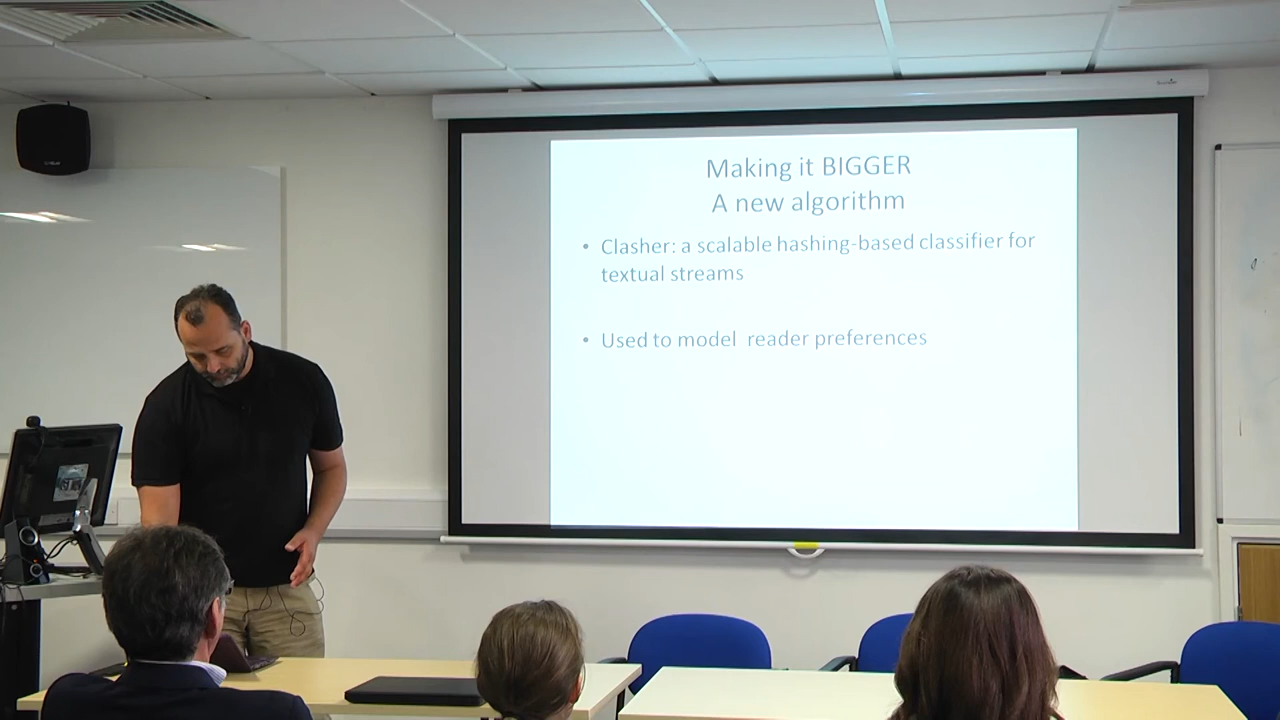 Making it BIGGER
A new algorithm
• Clasher: a scalable hashing-based classifier for
textual streams
• Used to model reader preferences